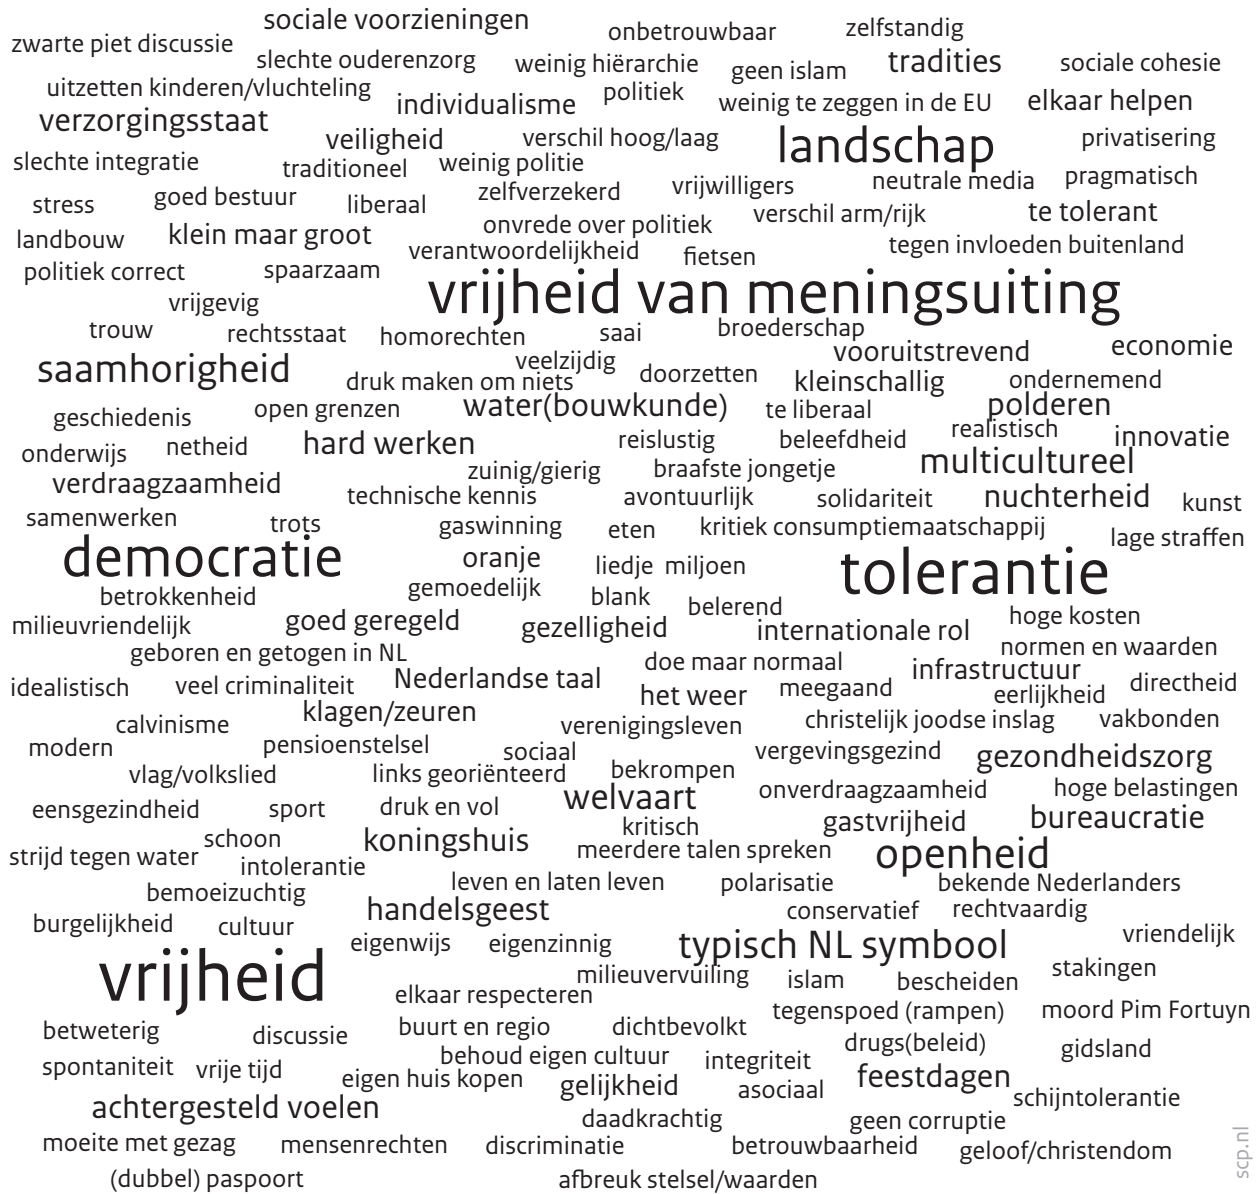 sociale voorzieningen
onbetrouwbaar
zelfstandig
zwarte piet discussie
slechte ouderenzorg
weinig hiërarchie
geen islam
tradities
sociale cohesie
uitzetten kinderen/vluchteling
individualisme
politiek
weinig te zeggen in de EU
elkaar helpen
verzorgingsstaat
veiligheid
verschil hoog/laag
landschap
privatisering
slechte integratie
traditioneel
weinig politie
neutrale media
pragmatisch
stress
goed bestuur
liberaal
zelfverzekerd
vrijwilligers
verschil arm/rijk
te tolerant
landbouw
klein maar groot
onvrede over politiek
verantwoordelijkheid
fietsen
tegen invloeden buitenland
politiek correct
spaarzaam
vrijheid van meningsuiting
vrijgevig
trouw
rechtsstaat
homorechten
saai
broederschap
vooruitstrevend
economie
saamhorigheid
veelzijdig
druk maken om niets
doorzetten
kleinschallig
ondernemend
geschiedenis
open grenzen
water(bouwkunde)
te liberaal
polderen
onderwijs
netheid
hard werken
reislustig
beleefdheid
realistisch
innovatie
zuinig/gierig
braafste jongetje
multicultureel
verdraagzaamheid
technische kennis
avontuurlijk
solidariteit
nuchterheid
kunst
samenwerken
trots
gaswinning
eten
kritiek consumptiemaatschappij
lage straffen
democratie
oranje
liedje miljoen
tolerantie
betrokkenheid
gemoedelijk
blank
belerend
hoge kosten
milieuvriendelijk
goed geregeld
gezelligheid
internationale rol
normen en waarden
geboren en getogen in NL
doe maar normaal
infrastructuur
idealistisch
veel criminaliteit
Nederlandse taal
het weer
meegaand
eerlijkheid
directheid
calvinisme
klagen/zeuren
verenigingsleven
christelijk joodse inslag
vakbonden
modern
pensioenstelsel
sociaal
vergevingsgezind
gezondheidszorg
vlag/volkslied
links georiënteerd
bekrompen
onverdraagzaamheid
hoge belastingen
eensgezindheid
sport
druk en vol
welvaart
kritisch
gastvrijheid
bureaucratie
schoon
koningshuis
meerdere talen spreken
openheid
strijd tegen water
intolerantie
bemoeizuchtig
leven en laten leven
polarisatie
bekende Nederlanders
burgelijkheid
cultuur
handelsgeest
conservatief
rechtvaardig
eigenwijs
eigenzinnig
typisch NL symbool
vriendelijk
vrijheid
milieuvervuiling
islam
bescheiden
stakingen
elkaar respecteren
tegenspoed (rampen)
moord Pim Fortuyn
betweterig
discussie
buurt en regio
dichtbevolkt
drugs(beleid)
gidsland
spontaniteit
vrije tijd
behoud eigen cultuur
integriteit
eigen huis kopen
gelijkheid
asociaal
feestdagen
schijntolerantie
achtergesteld voelen
daadkrachtig
geen corruptie
moeite met gezag
mensenrechten
discriminatie
betrouwbaarheid
geloof/christendom
(dubbel) paspoort
afbreuk stelsel/waarden
scp.nl